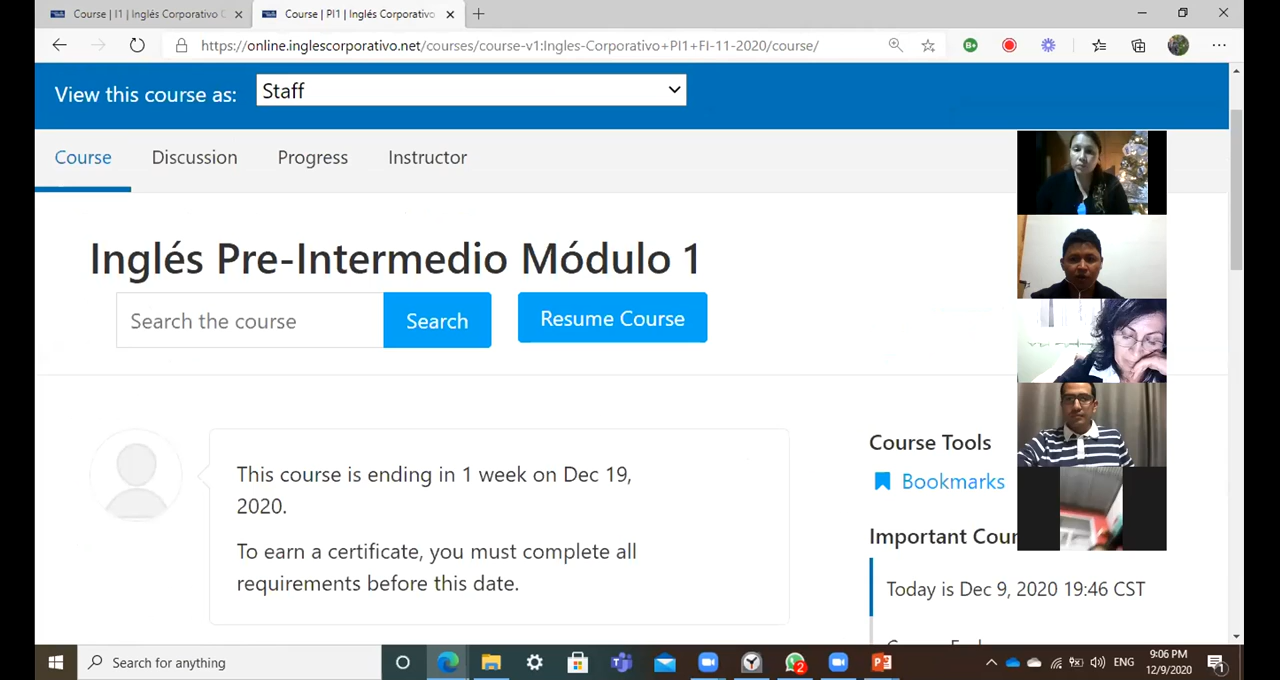 Course | I1 | Inglés Corporativo
Course | PI1 | Inglés Corporativo
https://online.inglescorporativo.net/courses/course-v1:Ingles-Corporativo+PI1+FI-11-2020/course/
View this course as: Staff
Course Discussion Progress Instructor
Inglés Pre-Intermedio Módulo 1
Search the course Search Resume Course
This course is ending in 1 week on Dec 19,
2020.
To earn a certificate, you must complete all
requirements before this date.
Course Tools
Bookmarks
Important Cour
Today is Dec 9, 2020 19:46 CST
Search for anything
2
ENG
9:06 PM
12/9/2020
1